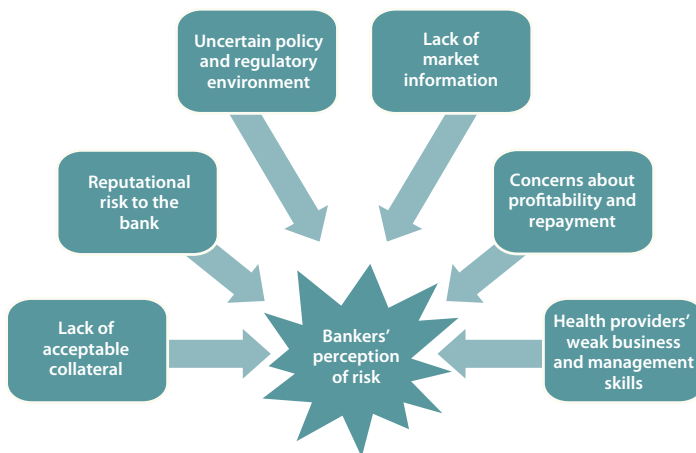 Uncertain policy
and regulatory
environment
Lack of
market
information
Reputational
risk to the
bank
Concerns about
profitability and
repayment
Lack of
acceptable
collateral
Bankers’
perception
of risk
Health providers’
weak business
and management
skills